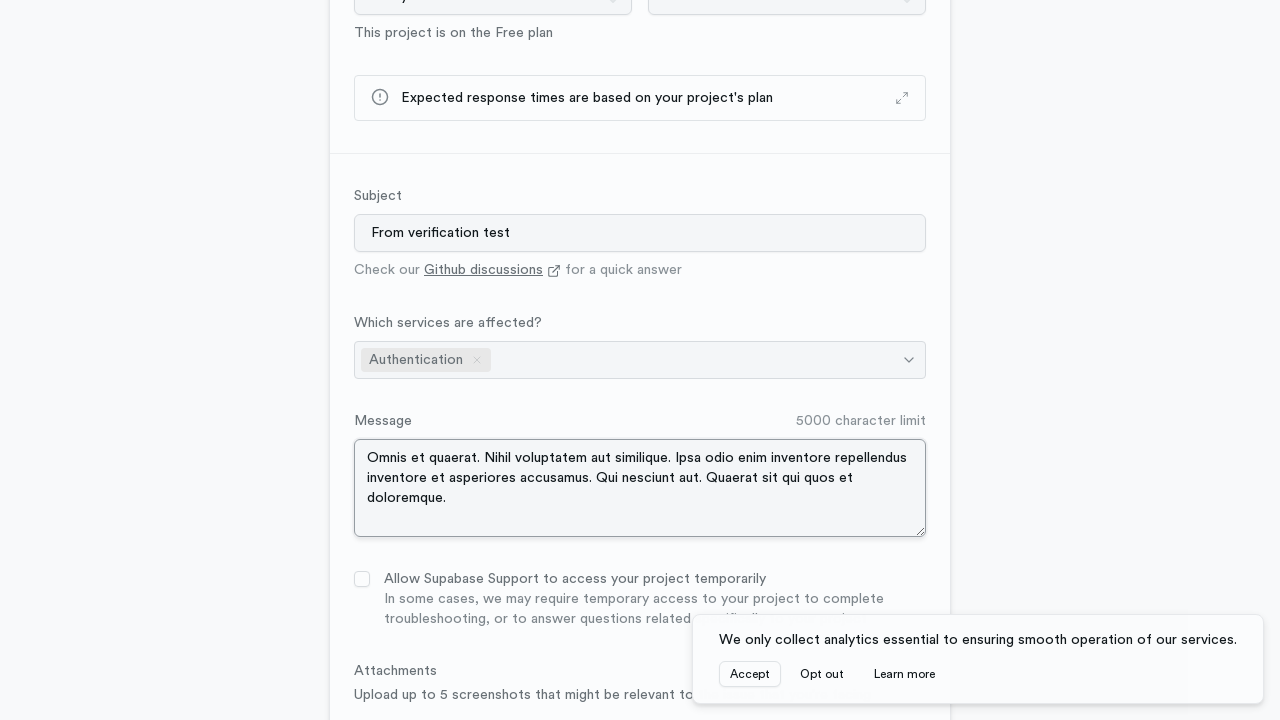 This project is on the Free plan
Expected response times are based on your project's plan
Subject
From verification test
Check our Github discussions for a quick answer
Which services are affected?
Authentication
Message
5000 character limit
Omnis et quaerat. Nihil voluptatem aut similique. Ipsa odio enim inventore repellendus
inventore et asperiores accusamus. Qui nesciunt aut. Quaerat sit qui quos et
doloremque.
Allow Supabase Support to access your project temporarily
In some cases, we may require temporary access to your project to complete
troubleshooting, or to answer questions related
We only collect analytics essential to ensuring smooth operation of our services.
Accept
Opt out
Learn more
Attachments
Upload up to 5 screenshots that might be relevant to